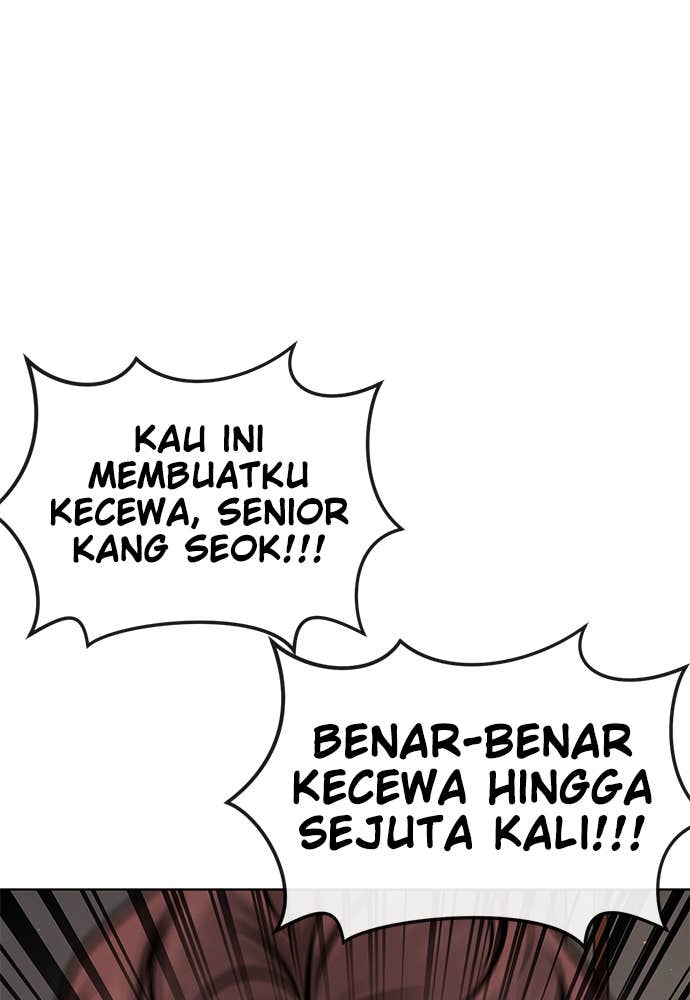 KAU INI
MEMBUATKU
KECEWA, SENIOR
KANG SEOK!!!
BENAR-BENAR
KECEWA HINGGA
SEJUTA KALI!!!